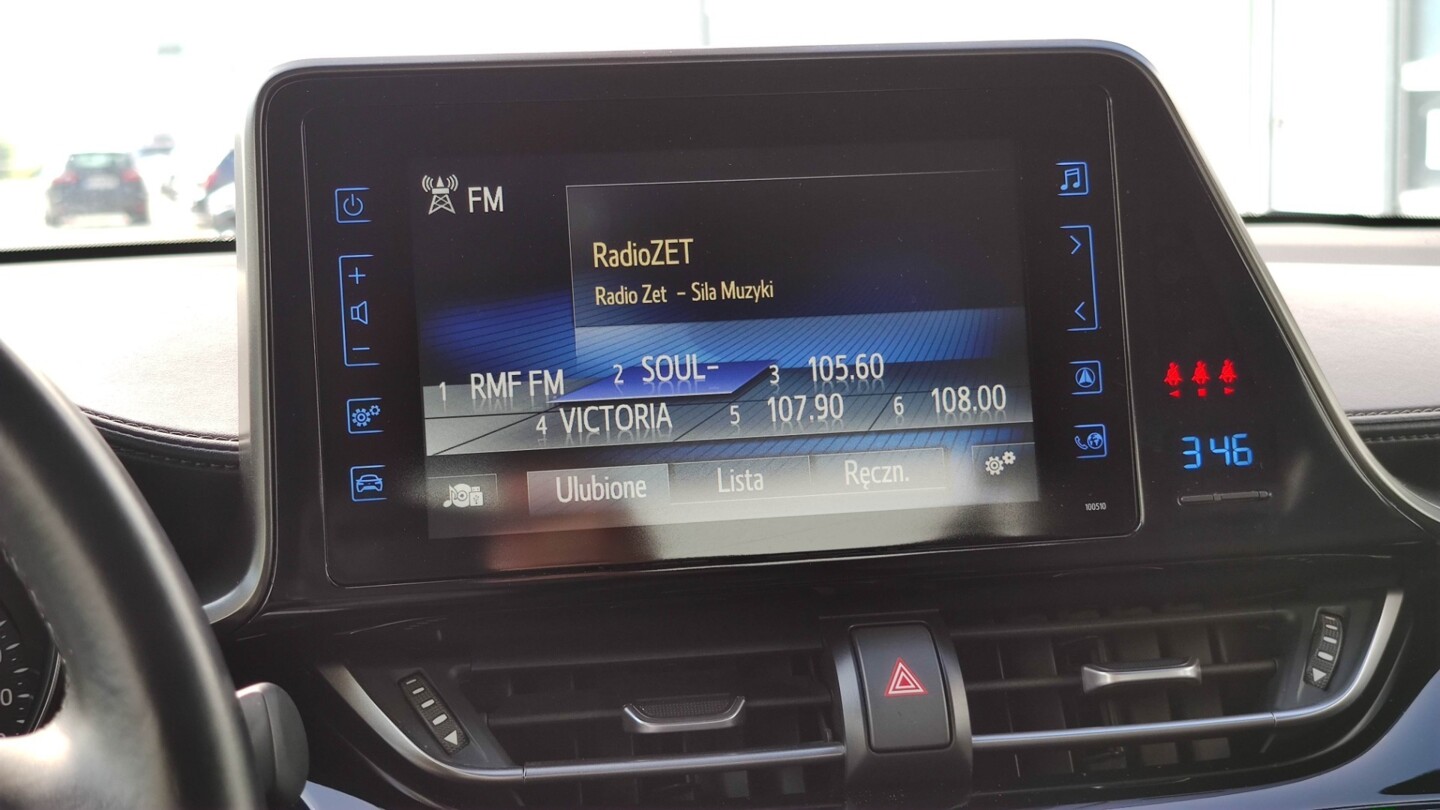 FM
RadioZET
Radio Zet - Sila Muzyki
1 RMF FM 2 SOUL- 3 105.60
4 VICTORIA 5 107.90 6 108.00
Ulubione Lista Ręczn.
100510
3 46